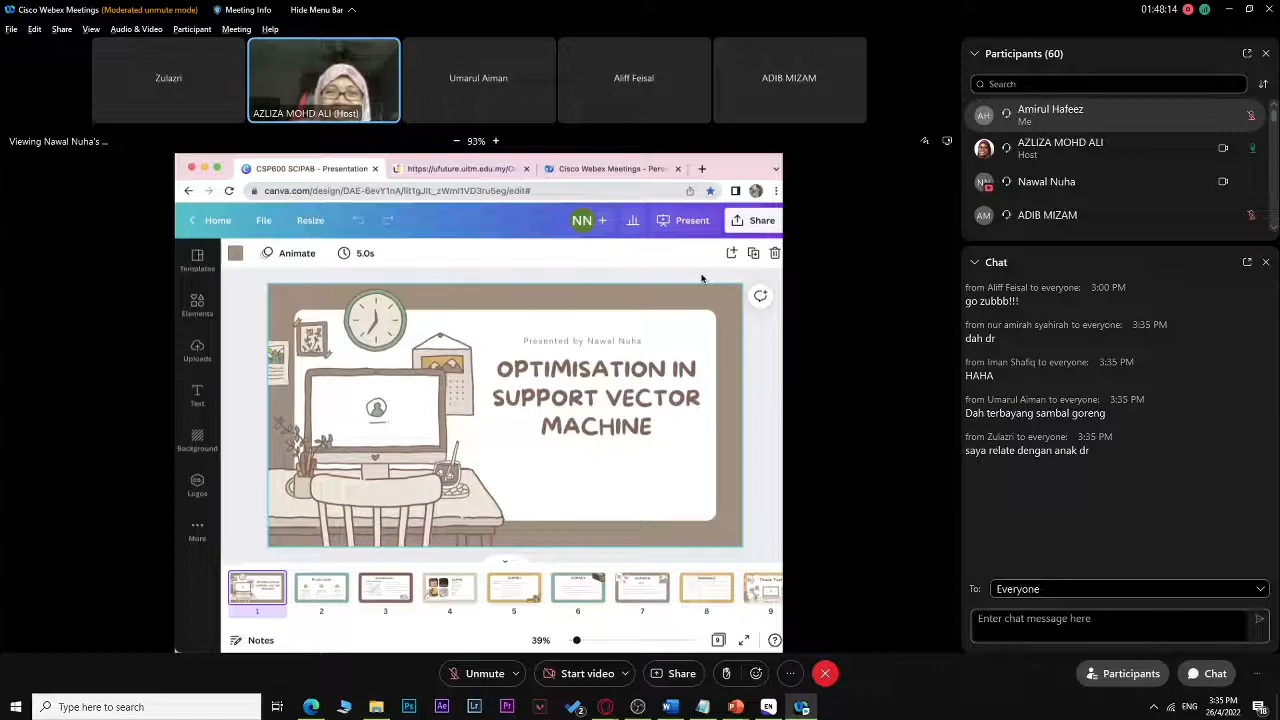 Cisco Webex Meetings (Moderated unmute mode) Meeting Info Hide Menu Bar
01:48:14
File Edit Share View Audio & Video Participant Meeting Help
Zulazri
AZLIZA MOHD ALI (Host)
Umarul Aiman
Aliff Feisal
ADIB MIZAM
Viewing Nawal Nuha's ...
93%
CSP600 SCIPAB - Presentation
https://ufuture.uitm.edu.my/
Cisco Webex Meetings - Pers
Home File Resize NN Present Share
Animate 5.0s
Templates
Elements
Uploads
Text
Background
Logos
More
Presented by Nawal Nuha
OPTIMISATION IN
SUPPORT VECTOR
MACHINE
1 2 3 4 5 6 7 8 9
Notes 39% 9
Participants (60)
Search
AH Amirul Hafeez
Me
AZLIZA MOHD ALI
Host
NN Nawal Nuha
AM ADIB MIZAM
Chat
from Aliff Feisal to everyone: 3:00 PM
go zubbb!!!
from nur amirah syahirah to everyone: 3:35 PM
dah dr
from Iman Shafiq to everyone: 3:35 PM
HAHA
from Umarul Aiman to everyone: 3:35 PM
Dah terbayang sambal goreng
from Zulazri to everyone: 3:35 PM
saya relate dengan anak dr
To: Everyone
Enter chat message here
Unmute Start video Share Participants Chat
Type here to search
Ps Ae Lr Pr EN
3:35 PM
26/4/2022